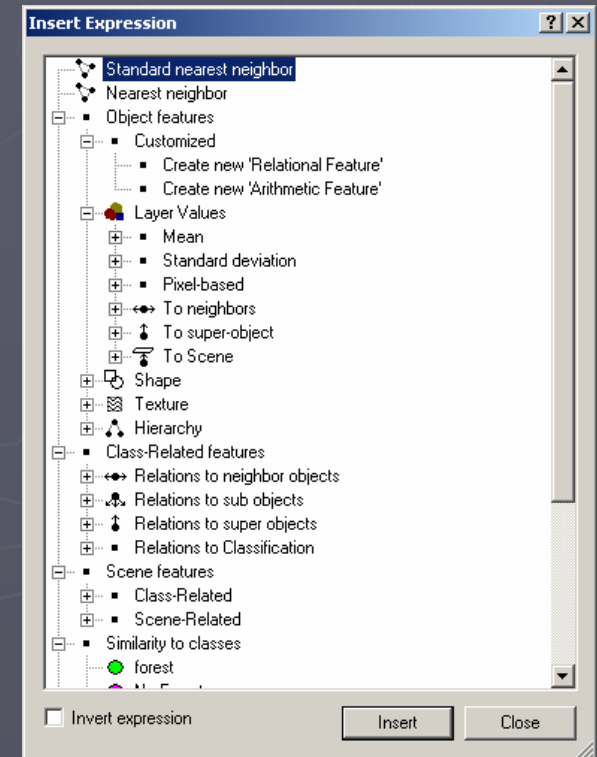 Insert Expression
Standard nearest neighbor
Nearest neighbor
Object features
Customized
Create new 'Relational Feature'
Create new 'Arithmetic Feature'
Layer Values
Mean
Standard deviation
Pixel-based
To neighbors
To super-object
To Scene
Shape
Texture
Hierarchy
Class-Related features
Relations to neighbor objects
Relations to sub objects
Relations to super objects
Relations to Classification
Scene features
Class-Related
Scene-Related
Similarity to classes
forest
Invert expression
Insert
Close